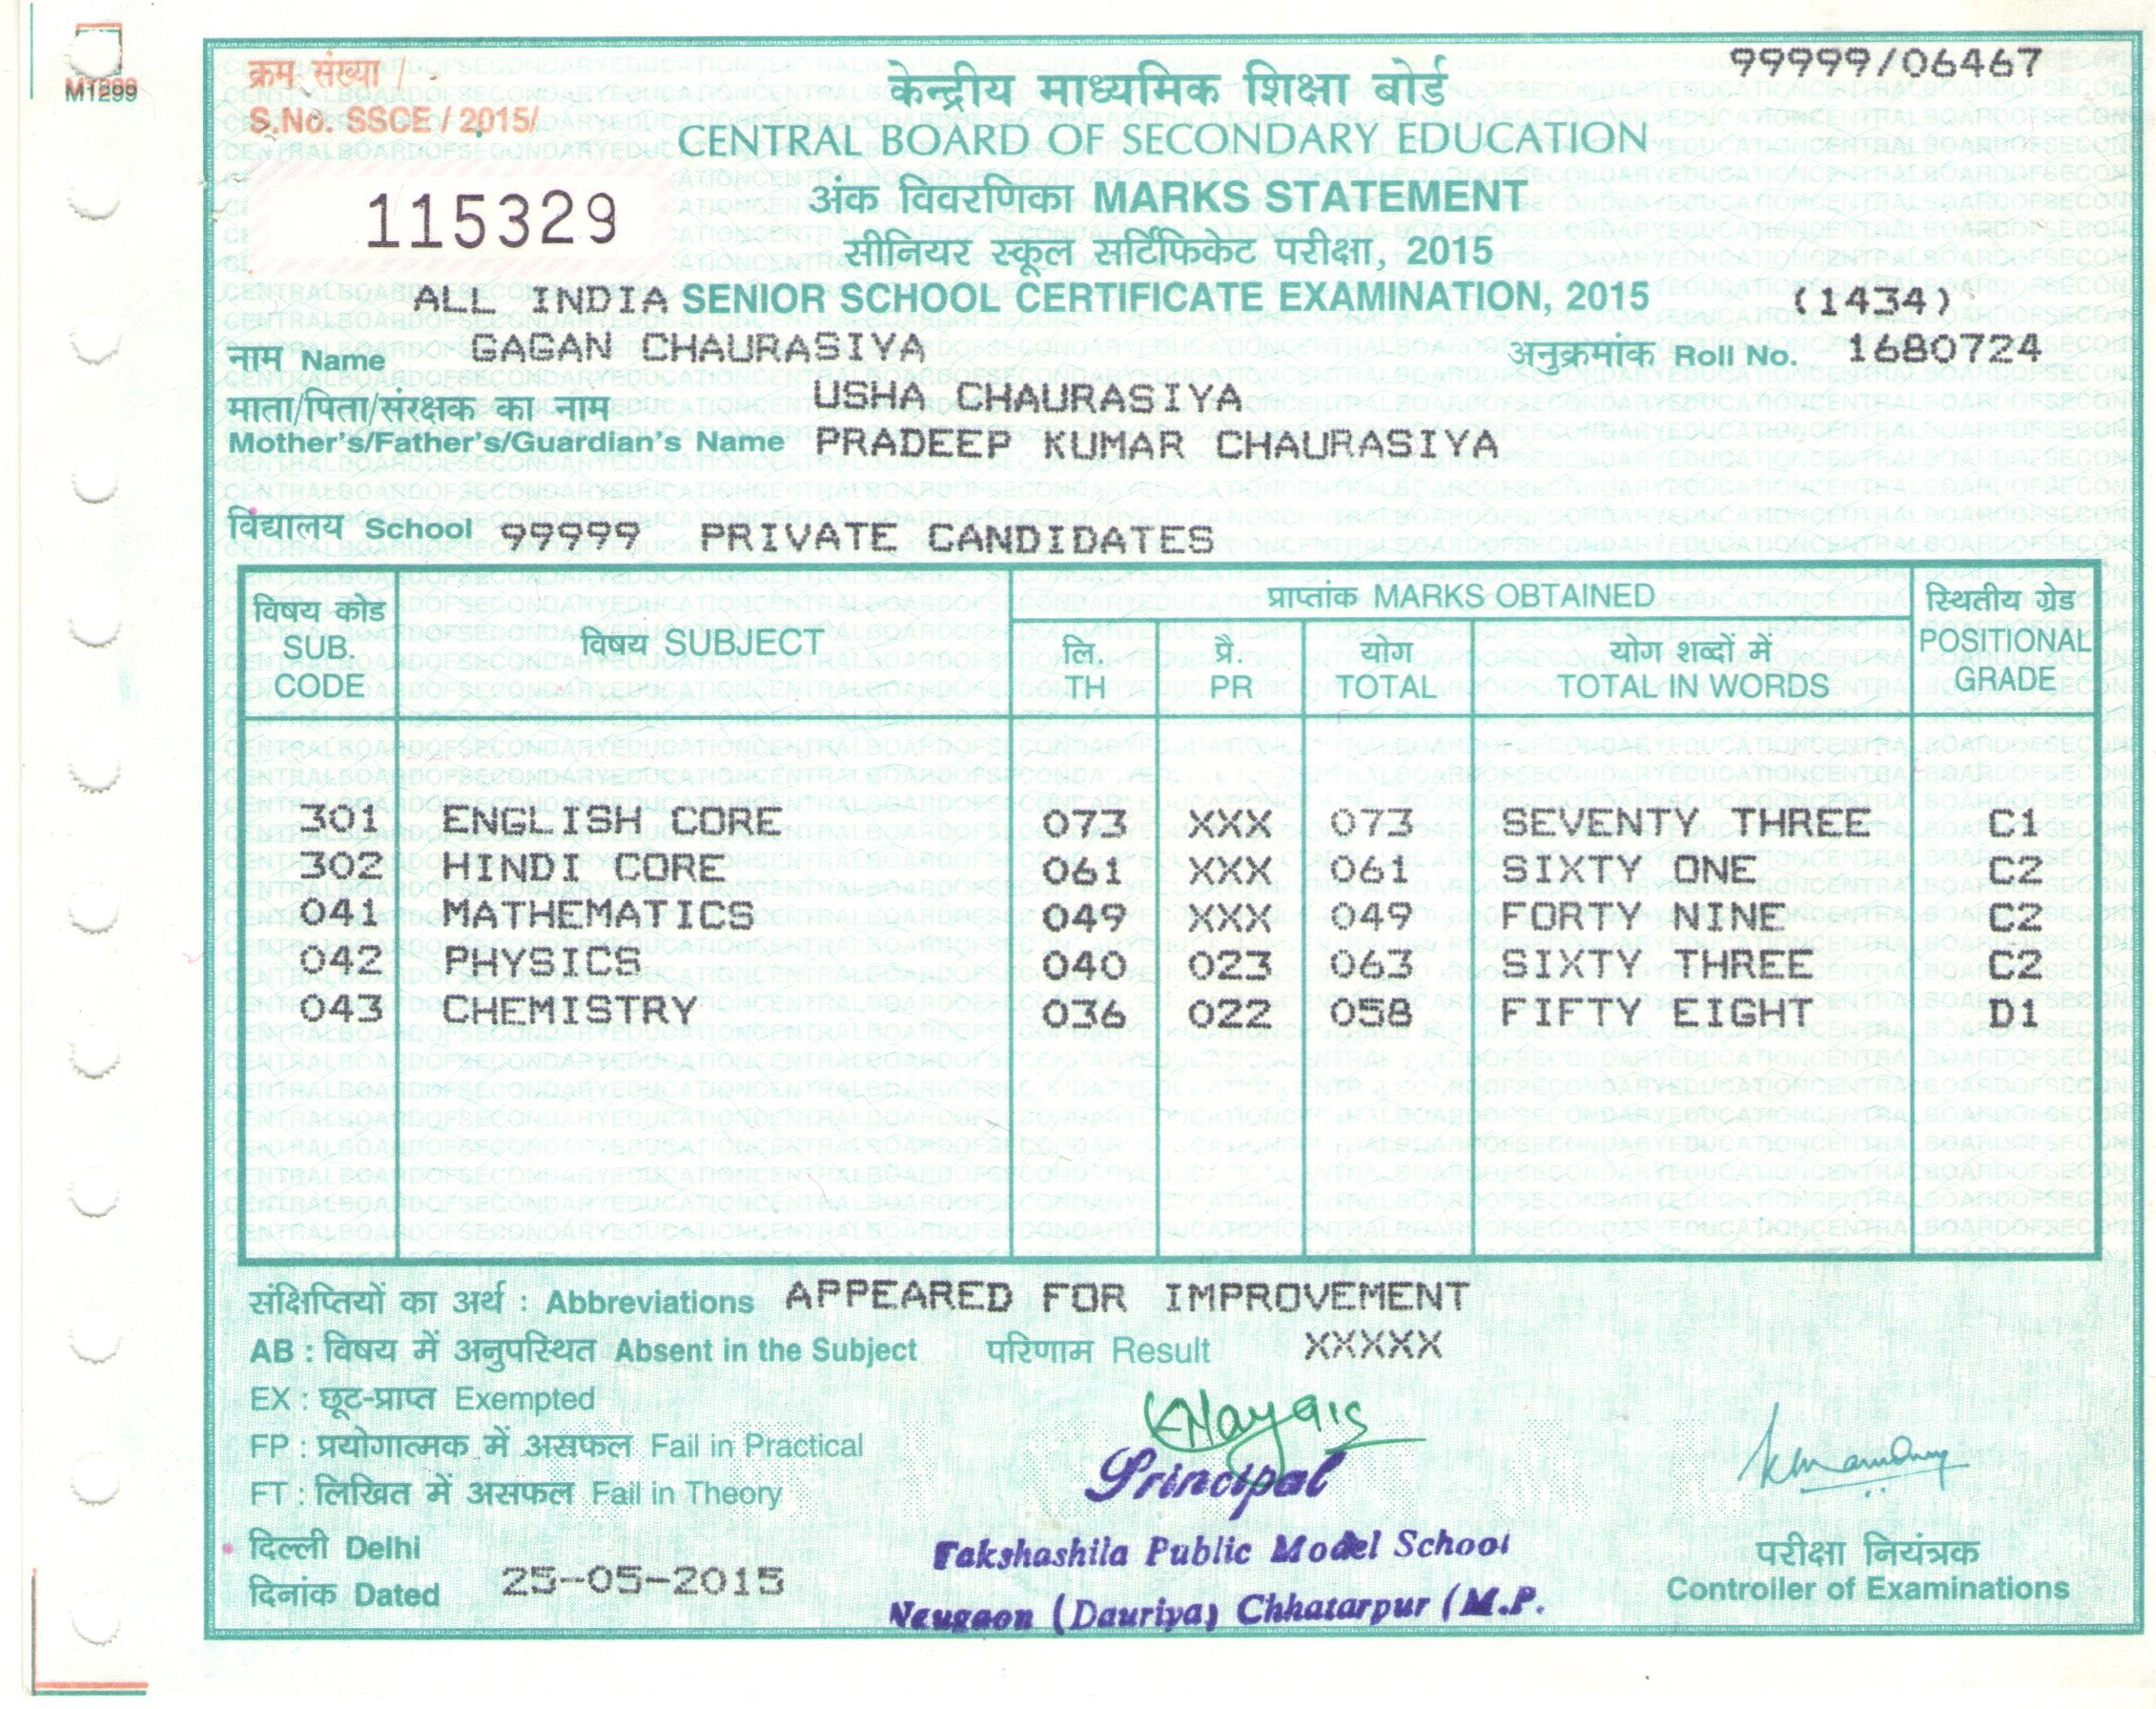 M1299
क्रम संख्या /
S.No. SSCE / 2015/
115329
99999/06467
केन्द्रीय माध्यमिक शिक्षा बोर्ड
CENTRAL BOARD OF SECONDARY EDUCATION
अंक विवरणिका MARKS STATEMENT
सीनियर स्कूल सर्टिफिकेट परीक्षा, 2015
ALL INDIA SENIOR SCHOOL CERTIFICATE EXAMINATION, 2015 (1434)
नाम Name GAGAN CHAURASIYA अनुक्रमांक Roll No. 1680724
माता/पिता/संरक्षक का नाम USHA CHAURASIYA
Mother's/Father's/Guardian's Name PRADEEP KUMAR CHAURASIYA
विद्यालय School 99999 PRIVATE CANDIDATES
विषय कोड SUB. CODE विषय SUBJECT प्राप्तांक MARKS OBTAINED स्थितीय ग्रेड POSITIONAL GRADE
लि. TH प्रै. PR योग TOTAL योग शब्दों में TOTAL IN WORDS
301 ENGLISH CORE 073 XXX 073 SEVENTY THREE C1
302 HINDI CORE 061 XXX 061 SIXTY ONE C2
041 MATHEMATICS 049 XXX 049 FORTY NINE C2
042 PHYSICS 040 023 063 SIXTY THREE C2
043 CHEMISTRY 036 022 058 FIFTY EIGHT D1
संक्षिप्तियों का अर्थ : Abbreviations APPEARED FOR IMPROVEMENT
AB : विषय में अनुपस्थित Absent in the Subject परिणाम Result XXXXX
EX : छूट-प्राप्त Exempted
FP : प्रयोगात्मक में असफल Fail in Practical
FT : लिखित में असफल Fail in Theory
Principal
Takshashila Public Model School
Naugaon (Dauriya) Chhatarpur (M.P.
दिल्ली Delhi
दिनांक Dated 25-05-2015
परीक्षा नियंत्रक
Controller of Examinations